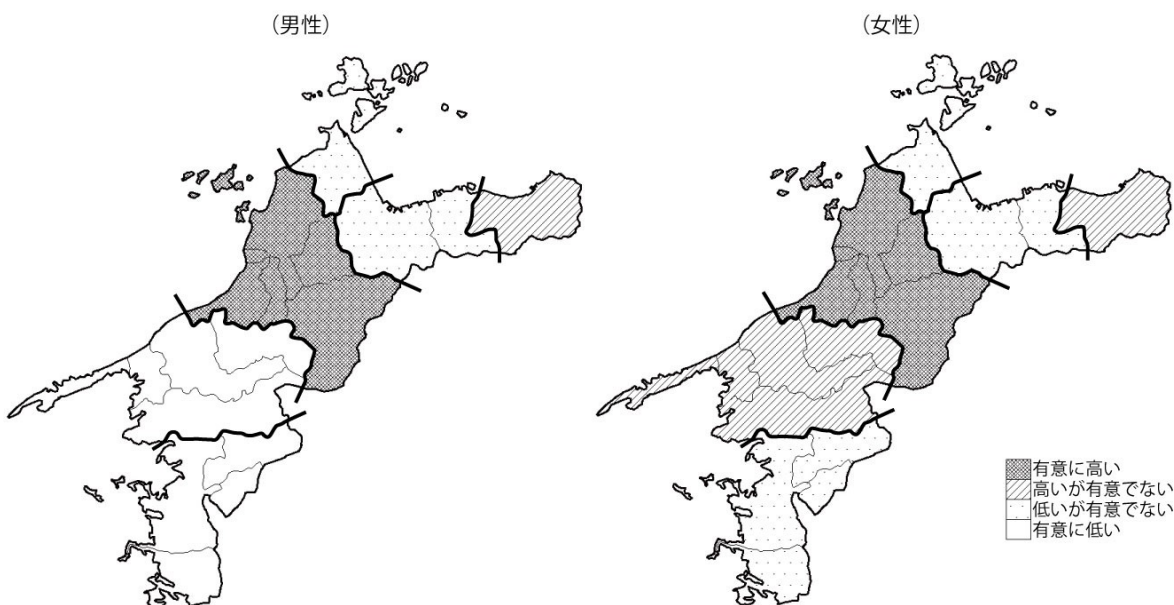 （男性）
（女性）
有意に高い
高いが有意でない
低いが有意でない
有意に低い